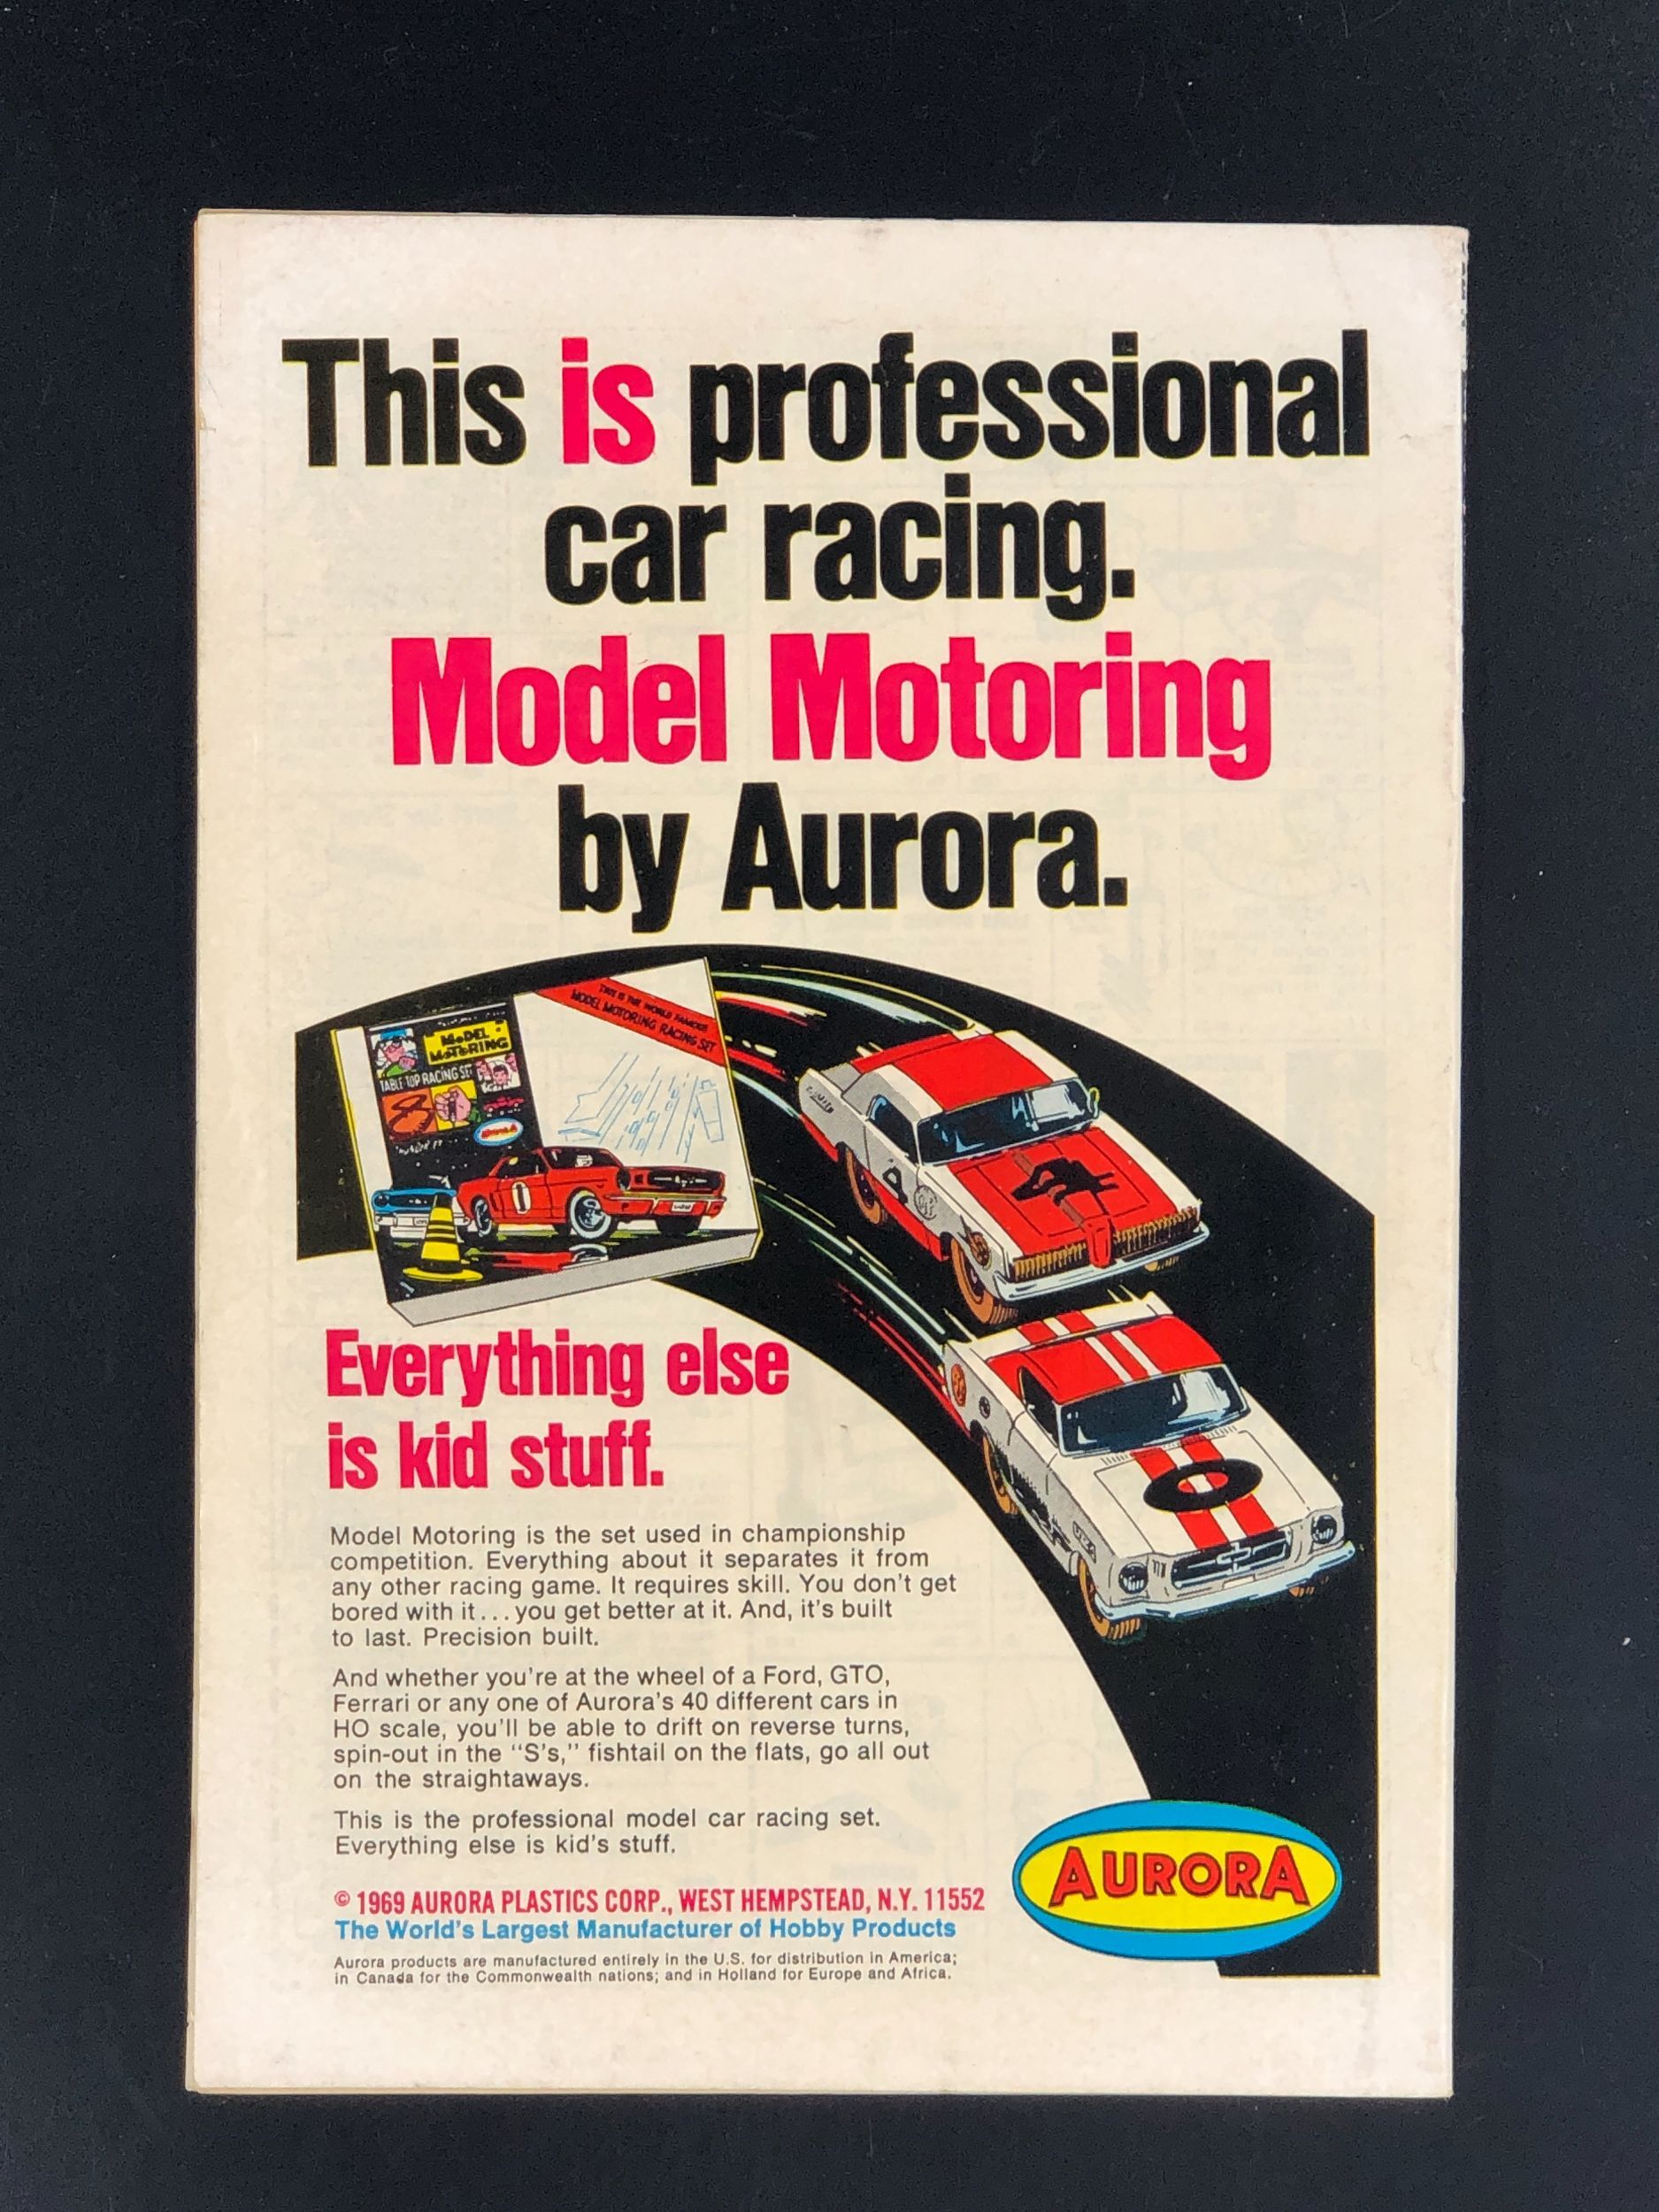 This is professional
car racing.
Model Motoring
by Aurora.
THIS IS THE WORLD FAMOUS
MODEL MOTORING RACING SET
MODEL
MOTORING
TABLE TOP RACING SET
AURORA
1
4
4
0
Everything else
is kid stuff.
Model Motoring is the set used in championship
competition. Everything about it separates it from
any other racing game. It requires skill. You don't get
bored with it...you get better at it. And, it's built
to last. Precision built.
And whether you're at the wheel of a Ford, GTO,
Ferrari or any one of Aurora's 40 different cars in
HO scale, you'll be able to drift on reverse turns,
spin-out in the "S's," fishtail on the flats, go all out
on the straightaways.
This is the professional model car racing set.
Everything else is kid's stuff.
© 1969 AURORA PLASTICS CORP., WEST HEMPSTEAD, N.Y. 11552
The World's Largest Manufacturer of Hobby Products
Aurora products are manufactured entirely in the U.S. for distribution in America;
in Canada for the Commonwealth nations; and in Holland for Europe and Africa.
AURORA